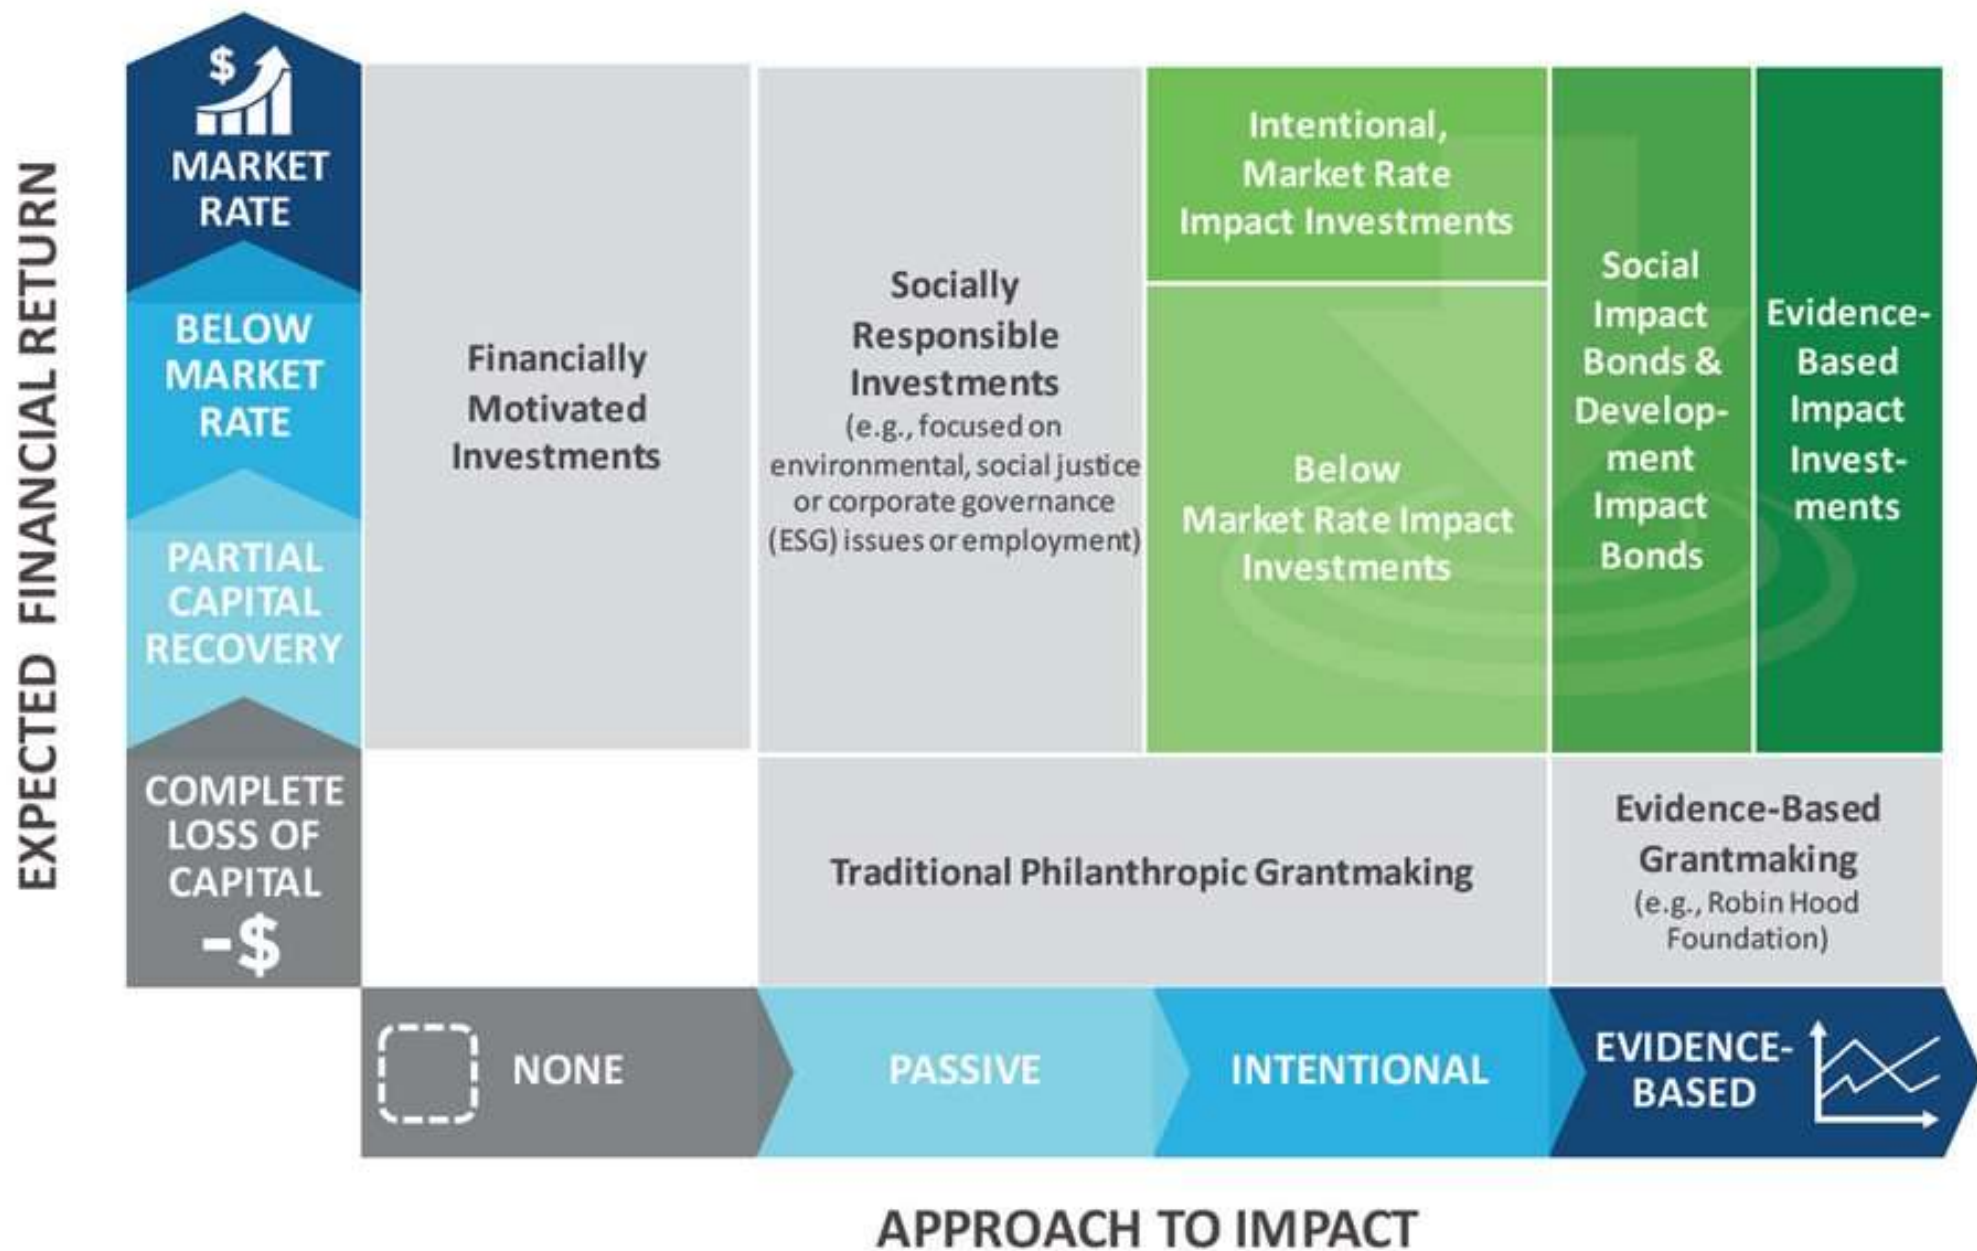 EXPECTED FINANCIAL RETURN
$
MARKET
RATE
BELOW
MARKET
RATE
PARTIAL
CAPITAL
RECOVERY
COMPLETE
LOSS OF
CAPITAL
-$
Financially
Motivated
Investments
Socially
Responsible
Investments
(e.g., focused on
environmental, social justice
or corporate governance
(ESG) issues or employment)
Intentional,
Market Rate
Impact Investments
Below
Market Rate Impact
Investments
Social
Impact
Bonds &
Develop-
ment
Impact
Bonds
Evidence-
Based
Impact
Invest-
ments
Traditional Philanthropic Grantmaking
Evidence-Based
Grantmaking
(e.g., Robin Hood
Foundation)
NONE
PASSIVE
INTENTIONAL
EVIDENCE-
BASED
APPROACH TO IMPACT